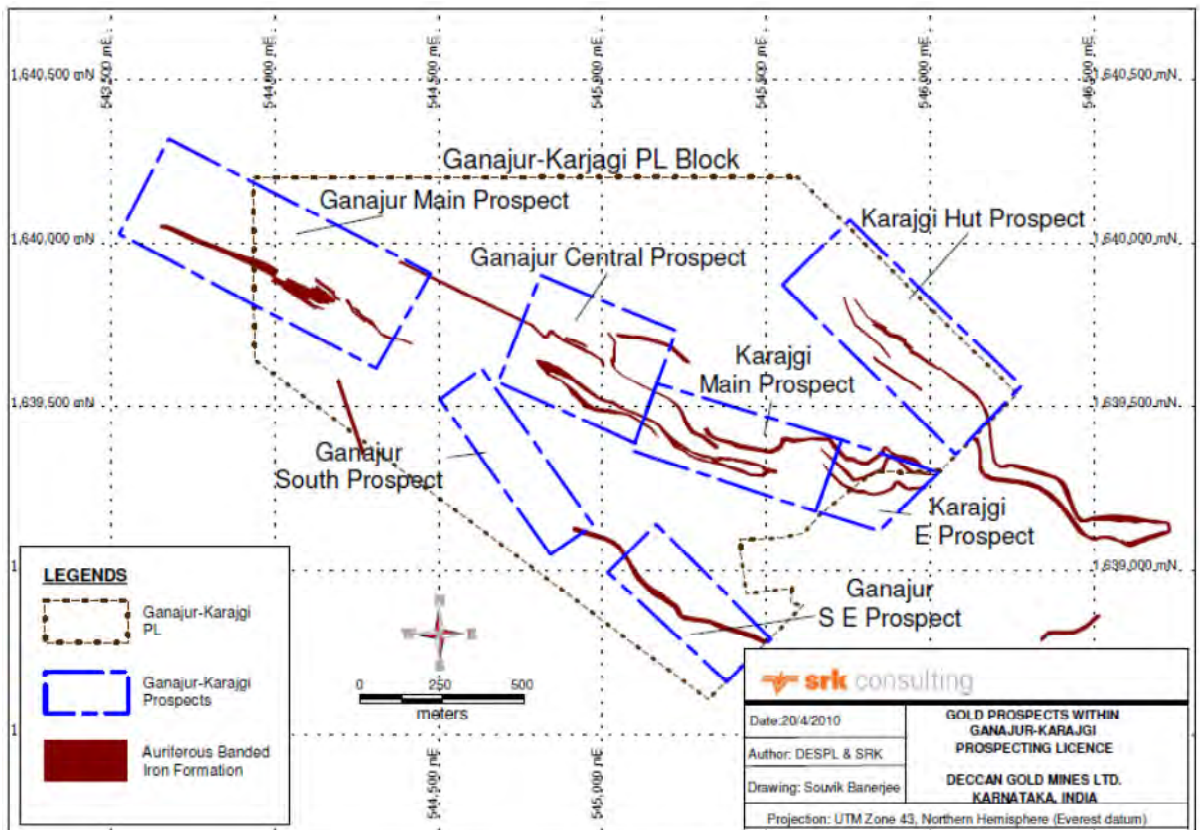 543,500 mE
544,000 mE
544,500 mE
545,000 mE
545,500 mE
546,000 mE
1,640,500 mN
1,640,500 mN
Ganajur-Karjagi PL Block
Ganajur Main Prospect
Karajgi Hut Prospect
1,640,000 mN
1,640,000 mN
Ganajur Central Prospect
Karajgi
Main Prospect
1,639,500 mN
1,639,500 mN
Ganajur
South Prospect
Karajgi
E Prospect
1,639,000 mN
Ganajur
S E Prospect
LEGENDS
Ganajur-Karajgi
PL
Ganajur-Karajgi
Prospects
Auriferous Banded
Iron Formation
N
W
E
S
0 250 500
meters
544,500 mE
545,000 mE
srk consulting
Date:20/4/2010
Author: DESPL & SRK
Drawing: Souvik Banerjee
GOLD PROSPECTS WITHIN
GANAJUR-KARAJGI
PROSPECTING LICENCE
DECCAN GOLD MINES LTD.
KARNATAKA, INDIA
Projection: UTM Zone 43, Northern Hemisphere (Everest datum)